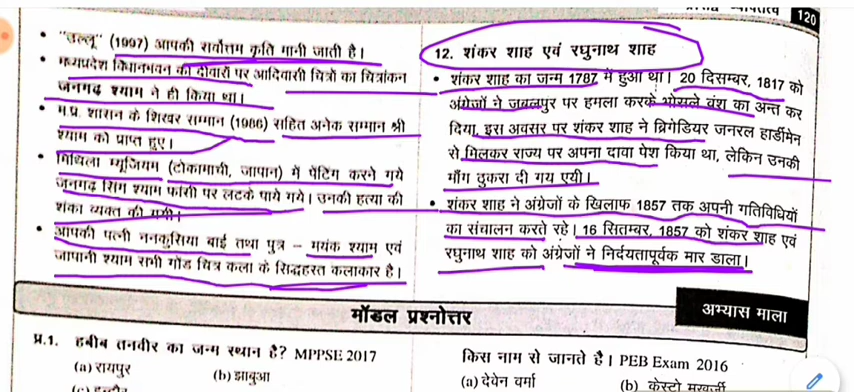 120
• "उल्लू" (1997) आपकी सर्वोत्तम कृति मानी जाती है।
• मध्यप्रदेश विधानभवन की दीवारों पर आदिवासी चित्रों का चित्रांकन
जनगढ़ श्याम ने ही किया था।
• म.प्र. शासन के शिखर सम्मान (1986) सहित अनेक सम्मान श्री
श्याम को प्राप्त हुए।
• मिथिला म्यूजियम (टोकामाची, जापान) में पेंटिंग करने गये
जनगढ़ सिंग श्याम फांसी पर लटके पाये गये। उनकी हत्या की
शंका व्यक्त की गयी।
• आपकी पत्नी ननकुसिया बाई तथा पुत्र – मयंक श्याम एवं
जापानी श्याम सभी गोंड चित्र कला के सिद्धहस्त कलाकार है।
12. शंकर शाह एवं रघुनाथ शाह
• शंकर शाह का जन्म 1787 में हुआ था। 20 दिसम्बर, 1817 को
अंग्रेजों ने जबलपुर पर हमला करके भोसले वंश का अन्त कर
दिया, इस अवसर पर शंकर शाह ने ब्रिगेडियर जनरल हार्डीमेन
से मिलकर राज्य पर अपना दावा पेश किया था, लेकिन उनकी
माँग ठुकरा दी गय एयी।
• शंकर शाह ने अंग्रेजों के खिलाफ 1857 तक अपनी गतिविधियों
का संचालन करते रहे। 16 सितम्बर, 1857 को शंकर शाह एवं
रघुनाथ शाह को अंग्रेजों ने निर्दयतापूर्वक मार डाला।
मॉडल प्रश्नोत्तर
अभ्यास माला
प्र.1. हबीब तनवीर का जन्म स्थान है? MPPSE 2017
(a) रायपुर (b) झाबुआ
किस नाम से जानते है। PEB Exam 2016
(a) देवेन वर्मा (b) केस्टो मुखर्जी